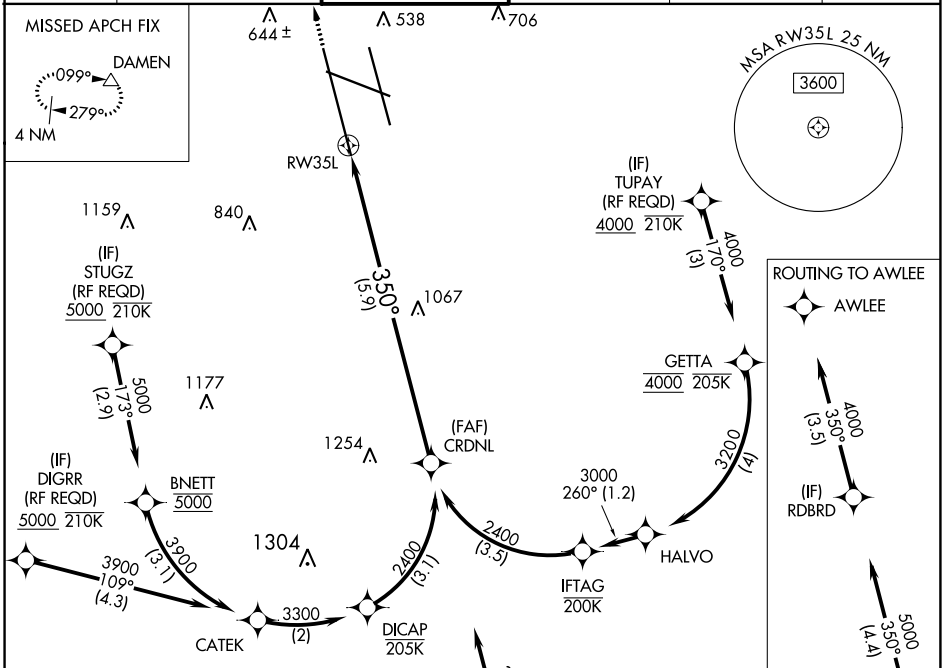 MISSED APCH FIX
DAMEN
099°
279°
4 NM
644 ±
538
706
MSA RW35L 25 NM
3600
RW35L
(IF)
TUPAY
(RF REQD)
4000 210K
4000
170°
(3)
1159
840
(IF)
STUGZ
(RF REQD)
5000 210K
5000
173°
(2.9)
1177
350°
(5.9)
1067
ROUTING TO AWLEE
AWLEE
GETTA
4000 205K
3200
(4)
4000
350°
(3.5)
(IF)
RDBRD
1254
(FAF)
CRDNL
3000
260° (1.2)
(IF)
DIGRR
(RF REQD)
5000 210K
BNETT
5000
3900
(3.1)
1304
2400
(3.1)
2400
(3.5)
HALVO
IFTAG
200K
3900
109°
(4.3)
CATEK
3300
(2)
DICAP
205K
5000
350°
(4.4)